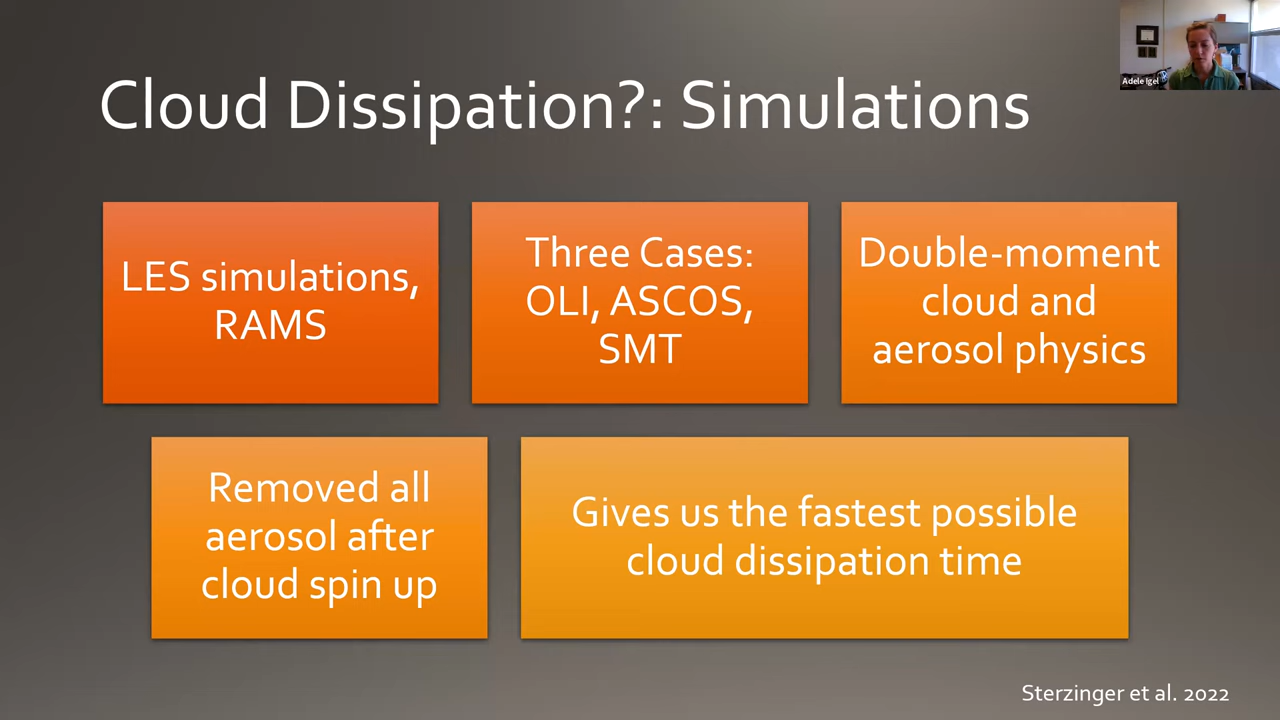 Adele Igel
Cloud Dissipation?: Simulations
LES simulations,
RAMS
Three Cases:
OLI, ASCOS,
SMT
Double-moment
cloud and
aerosol physics
Removed all
aerosol after
cloud spin up
Gives us the fastest possible
cloud dissipation time
Sterzinger et al. 2022